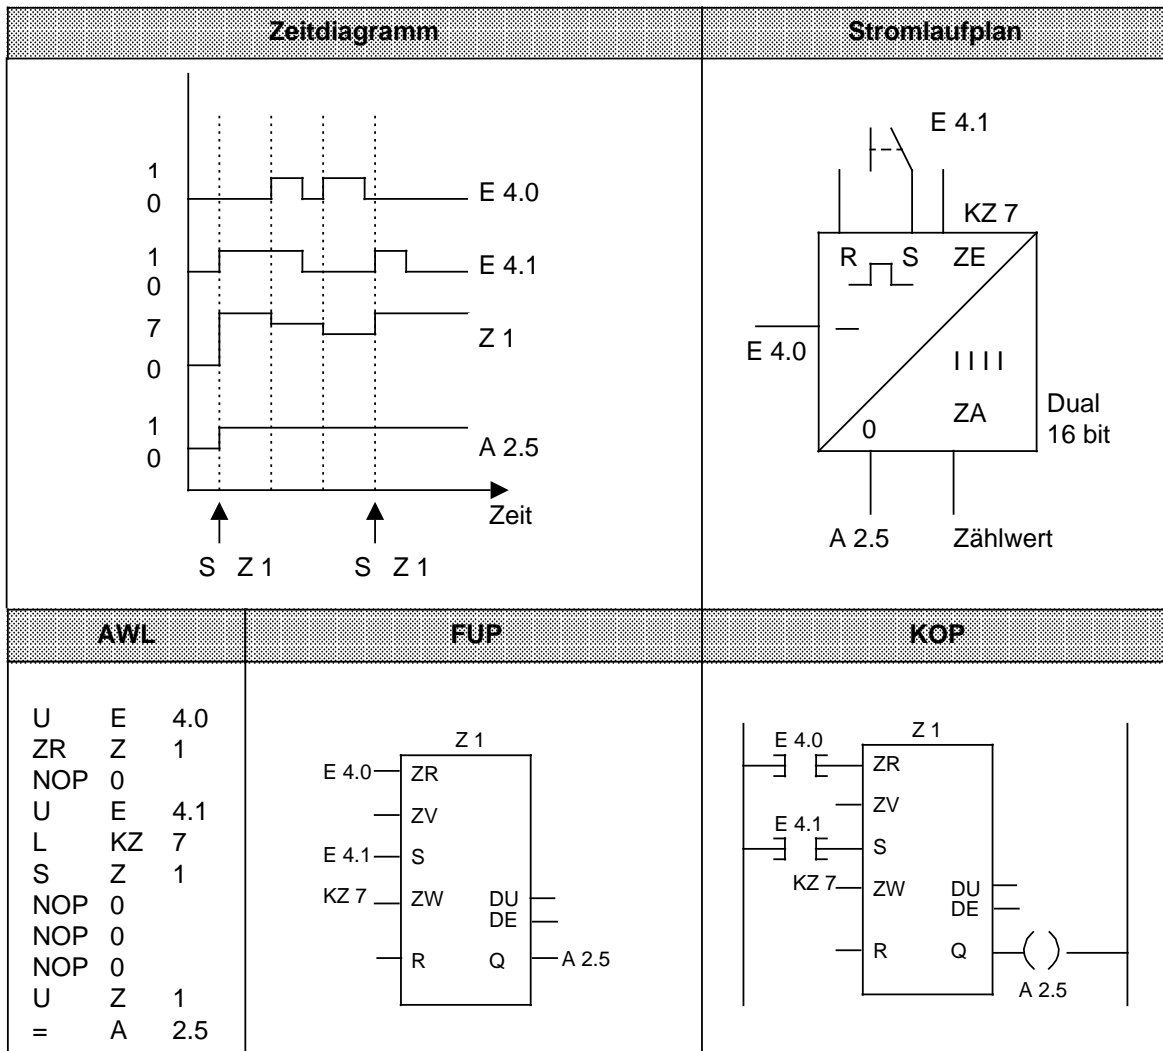 Zeitdiagramm
Stromlaufplan
1
0
E 4.0
1
0
E 4.1
7
0
Z 1
1
0
A 2.5
Zeit
S Z 1
S Z 1
E 4.1
KZ 7
R S ZE
E 4.0
I I I I
ZA
0
Dual
16 bit
A 2.5
Zählwert
AWL
FUP
KOP
U E 4.0
ZR Z 1
NOP 0
U E 4.1
L KZ 7
S Z 1
NOP 0
NOP 0
NOP 0
U Z 1
= A 2.5
Z 1
E 4.0 ZR
ZV
E 4.1 S
KZ 7 ZW DU
DE
R Q A 2.5
Z 1
E 4.0
ZR
ZV
E 4.1
S
KZ 7 ZW DU
DE
R Q
A 2.5